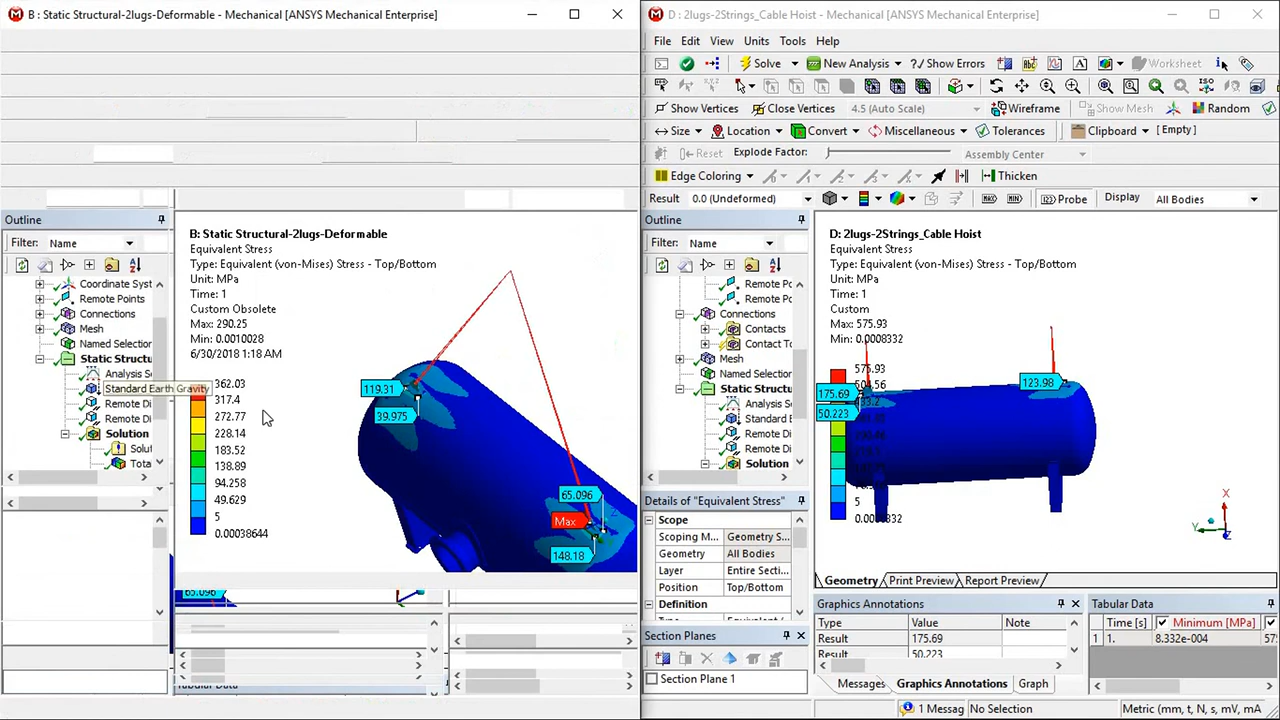 B : Static Structural-2lugs-Deformable - Mechanical [ANSYS Mechanical Enterprise]
Outline
Filter: Name
Coordinate Syst
Remote Points
Connections
Mesh
Named Selection
Static Structu
Analysis S
Standard Earth Gravity
Remote Di
Remote Di
Solution
Solut
Tota
B: Static Structural-2lugs-Deformable
Equivalent Stress
Type: Equivalent (von-Mises) Stress - Top/Bottom
Unit: MPa
Time: 1
Custom Obsolete
Max: 290.25
Min: 0.0010028
6/30/2018 1:18 AM
362.03
317.4
272.77
228.14
183.52
138.89
94.258
49.629
5
0.00038644
119.31
39.975
65.096
Max
148.18
65.096
Tabular Data
D : 2lugs-2Strings_Cable Hoist - Mechanical [ANSYS Mechanical Enterprise]
File Edit View Units Tools Help
Solve New Analysis ?/ Show Errors Worksheet
Show Vertices Close Vertices 4.5 (Auto Scale) Wireframe Show Mesh Random
Size Location Convert Miscellaneous Tolerances Clipboard [ Empty ]
Reset Explode Factor: Assembly Center
Edge Coloring Thicken
Result 0.0 (Undeformed) Probe Display All Bodies
Outline
Filter: Name
Remote Po
Remote Po
Connections
Contacts
Contact To
Mesh
Named Selection
Static Structu
Analysis S
Standard E
Remote Di
Remote Di
Solution
D: 2lugs-2Strings_Cable Hoist
Equivalent Stress
Type: Equivalent (von-Mises) Stress - Top/Bottom
Unit: MPa
Time: 1
Custom
Max: 575.93
Min: 0.0008332
575.93
5
175.69
50.223
123.98
X
Y
Details of "Equivalent Stress"
Scope
Scoping M... Geometry S...
Geometry All Bodies
Layer Entire Secti...
Position Top/Bottom
Definition
Section Planes
Section Plane 1
Geometry Print Preview Report Preview
Graphics Annotations
Type Value Note
Result 175.69
Result 50.223
Messages Graphics Annotations Graph
Tabular Data
Time [s] Minimum [MPa]
1 1. 8.332e-004 57
1 Messag No Selection Metric (mm, t, N, s, mV, mA